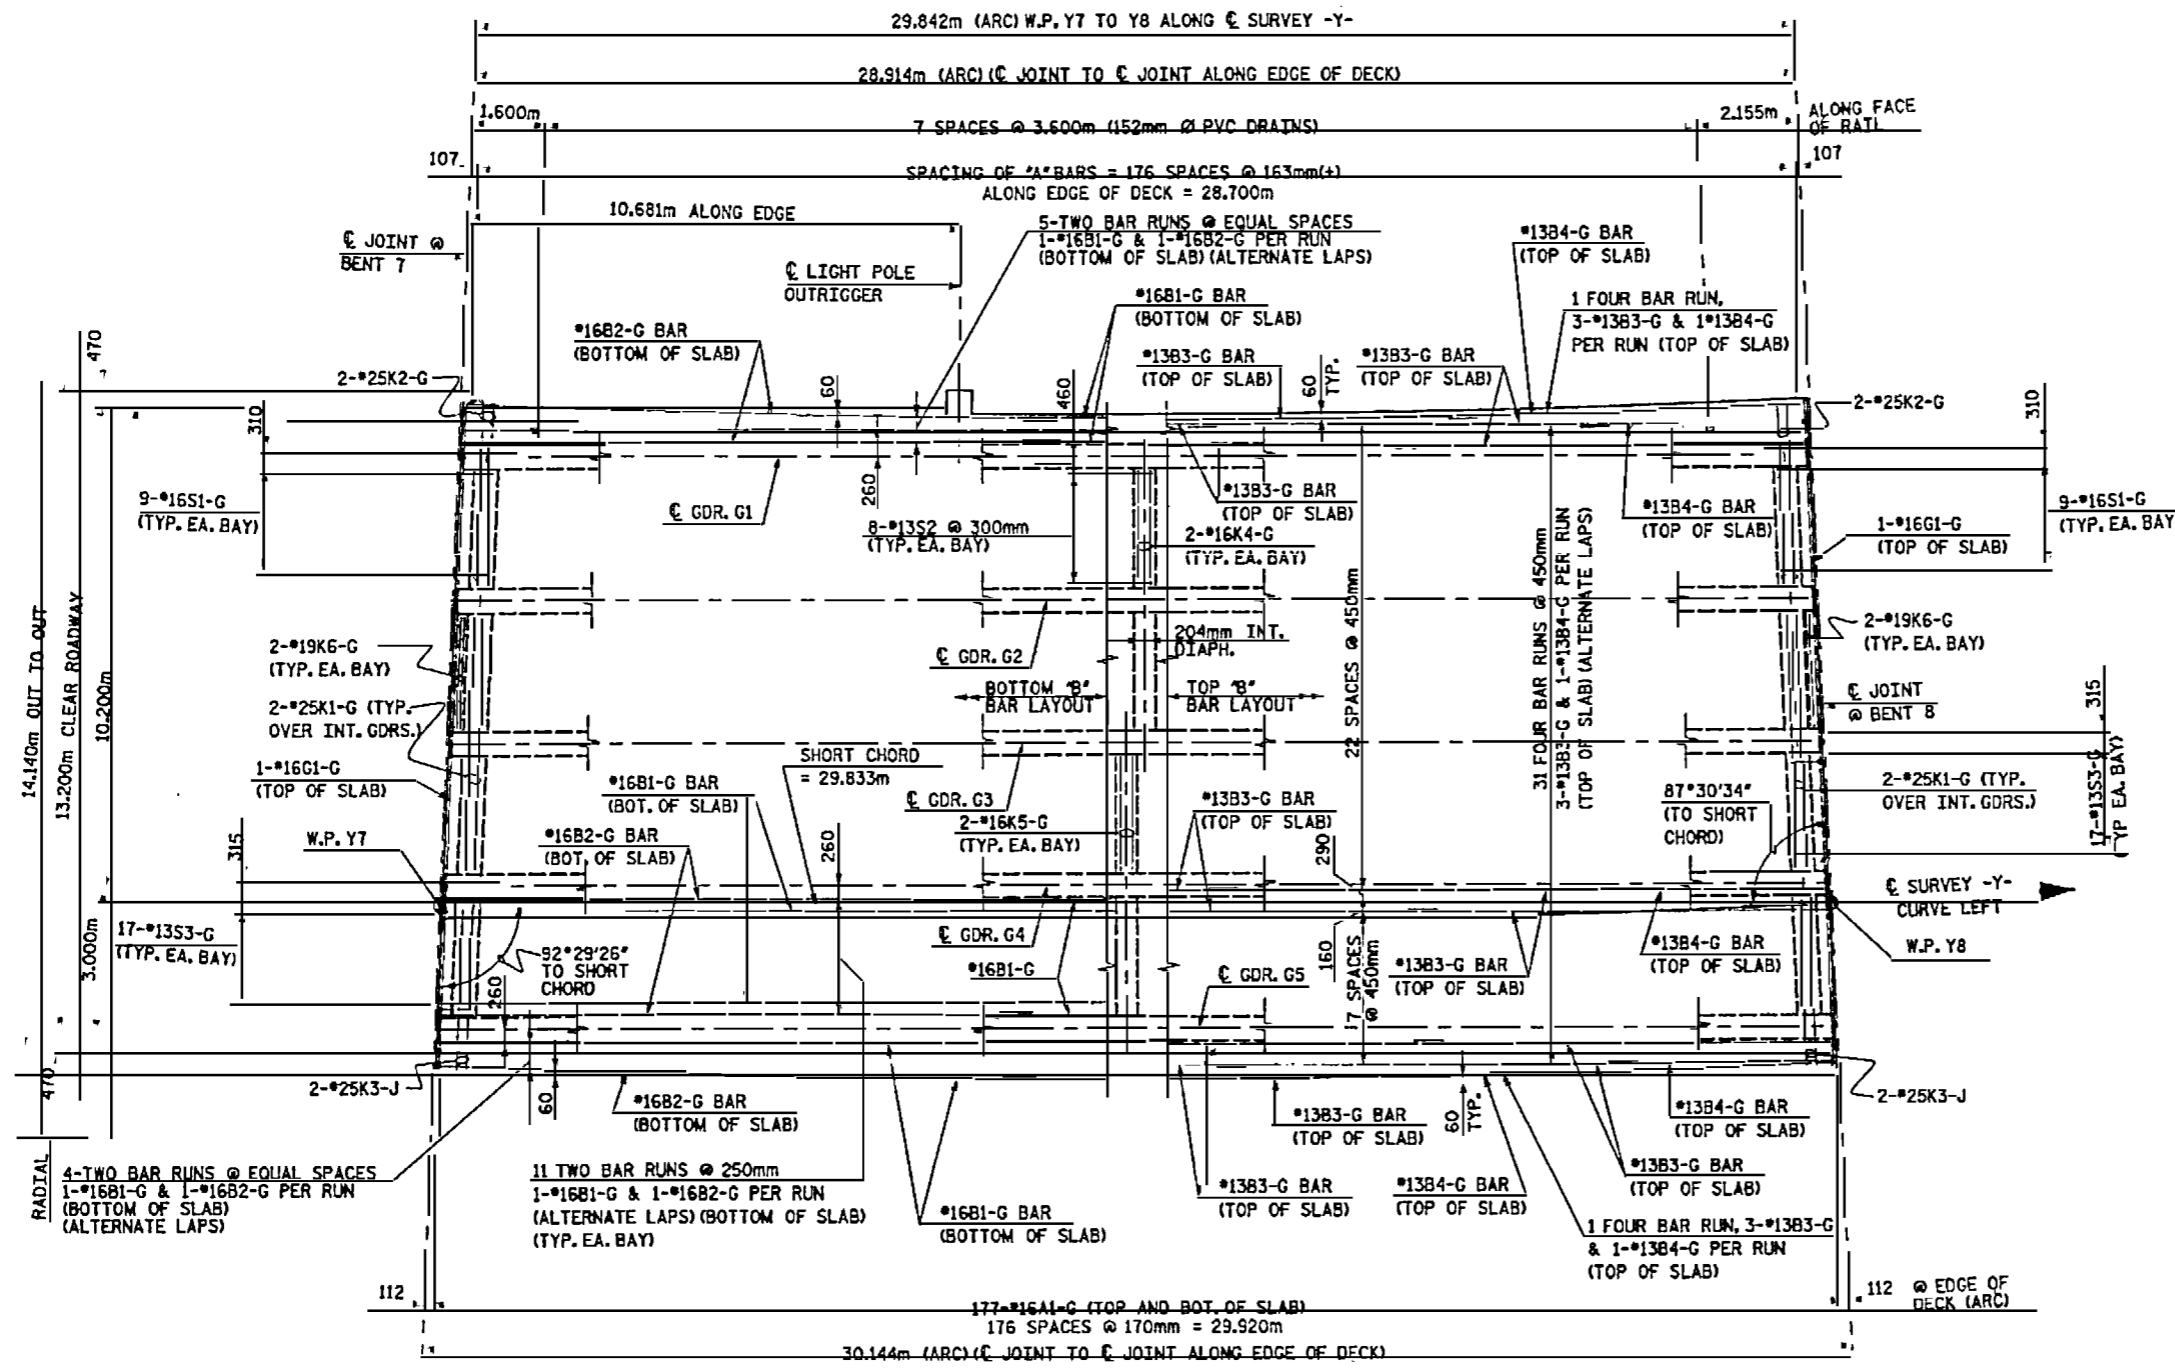 29.842m (ARC) W.P. Y7 TO Y8 ALONG ℄ SURVEY -Y-
28.914m (ARC) (℄ JOINT TO ℄ JOINT ALONG EDGE OF DECK)
1.600m
7 SPACES @ 3.600m (152mm Ø PVC DRAINS)
2.155m
ALONG FACE
OF RAIL
107
SPACING OF "A" BARS = 176 SPACES @ 163mm(+)
ALONG EDGE OF DECK = 28.700m
107
10.681m ALONG EDGE
℄ JOINT @
BENT 7
5-TWO BAR RUNS @ EQUAL SPACES
1-#16B1-G & 1-#16B2-G PER RUN
(BOTTOM OF SLAB) (ALTERNATE LAPS)
#13B4-G BAR
(TOP OF SLAB)
℄ LIGHT POLE
OUTRIGGER
#16B1-G BAR
(BOTTOM OF SLAB)
1 FOUR BAR RUN,
3-#13B3-G & 1#13B4-G
PER RUN (TOP OF SLAB)
#16B2-G BAR
(BOTTOM OF SLAB)
#13B3-G BAR
(TOP OF SLAB)
#13B3-G BAR
(TOP OF SLAB)
60
TYP.
470
2-#25K2-G
60
460
2-#25K2-G
310
310
260
9-#16S1-G
(TYP. EA. BAY)
℄ GDR. G1
8-#13S2 @ 300mm
(TYP. EA. BAY)
#13B3-G BAR
(TOP OF SLAB)
2-#16K4-G
(TYP. EA. BAY)
#13B4-G BAR
(TOP OF SLAB)
1-#16G1-G
(TOP OF SLAB)
9-#16S1-G
(TYP. EA. BAY
14.140m OUT TO OUT
13.200m CLEAR ROADWAY
10.200m
22 SPACES @ 450mm
31 FOUR BAR RUNS @ 450mm
3-#13B3-G & 1-#13B4-G PER RUN
(TOP OF SLAB) (ALTERNATE LAPS)
2-#19K6-G
(TYP. EA. BAY)
℄ GDR. G2
204mm INT.
DIAPH.
2-#19K6-G
(TYP. EA. BAY)
2-#25K1-G (TYP.
OVER INT. GDRS.)
BOTTOM "B"
BAR LAYOUT
TOP "B"
BAR LAYOUT
℄ JOINT
@ BENT 8
315
17-#13S3-G
(TYP EA. BAY)
1-#16G1-G
(TOP OF SLAB)
#16B1-G BAR
(BOT. OF SLAB)
SHORT CHORD
= 29.833m
℄ GDR. G3
#13B3-G BAR
(TOP OF SLAB)
87°30'34"
(TO SHORT
CHORD)
2-#25K1-G (TYP.
OVER INT. GDRS.)
315
W.P. Y7
#16B2-G BAR
(BOT. OF SLAB)
260
2-#16K5-G
(TYP. EA. BAY)
290
℄ SURVEY -Y-
CURVE LEFT
3.000m
17-#13S3-G
(TYP. EA. BAY)
92°29'26"
TO SHORT
CHORD
℄ GDR. G4
#16B1-G
℄ GDR. G5
160
7 SPACES
@ 450mm
#13B3-G BAR
(TOP OF SLAB)
#13B4-G BAR
(TOP OF SLAB)
W.P. Y8
260
470
2-#25K3-J
60
#16B2-G BAR
(BOTTOM OF SLAB)
#13B3-G BAR
(TOP OF SLAB)
60
TYP.
#13B4-G BAR
(TOP OF SLAB)
2-#25K3-J
RADIAL
4-TWO BAR RUNS @ EQUAL SPACES
1-#16B1-G & 1-#16B2-G PER RUN
(BOTTOM OF SLAB)
(ALTERNATE LAPS)
11 TWO BAR RUNS @ 250mm
1-#16B1-G & 1-#16B2-G PER RUN
(ALTERNATE LAPS) (BOTTOM OF SLAB)
(TYP. EA. BAY)
#16B1-G BAR
(BOTTOM OF SLAB)
#13B3-G BAR
(TOP OF SLAB)
#13B4-G BAR
(TOP OF SLAB)
#13B3-G BAR
(TOP OF SLAB)
1 FOUR BAR RUN, 3-#13B3-G
& 1-#13B4-G PER RUN
(TOP OF SLAB)
112
177-#16A1-G (TOP AND BOT. OF SLAB)
176 SPACES @ 170mm = 29.920m
112 @ EDGE OF
DECK (ARC)
30.144m (ARC) (℄ JOINT TO ℄ JOINT ALONG EDGE OF DECK)